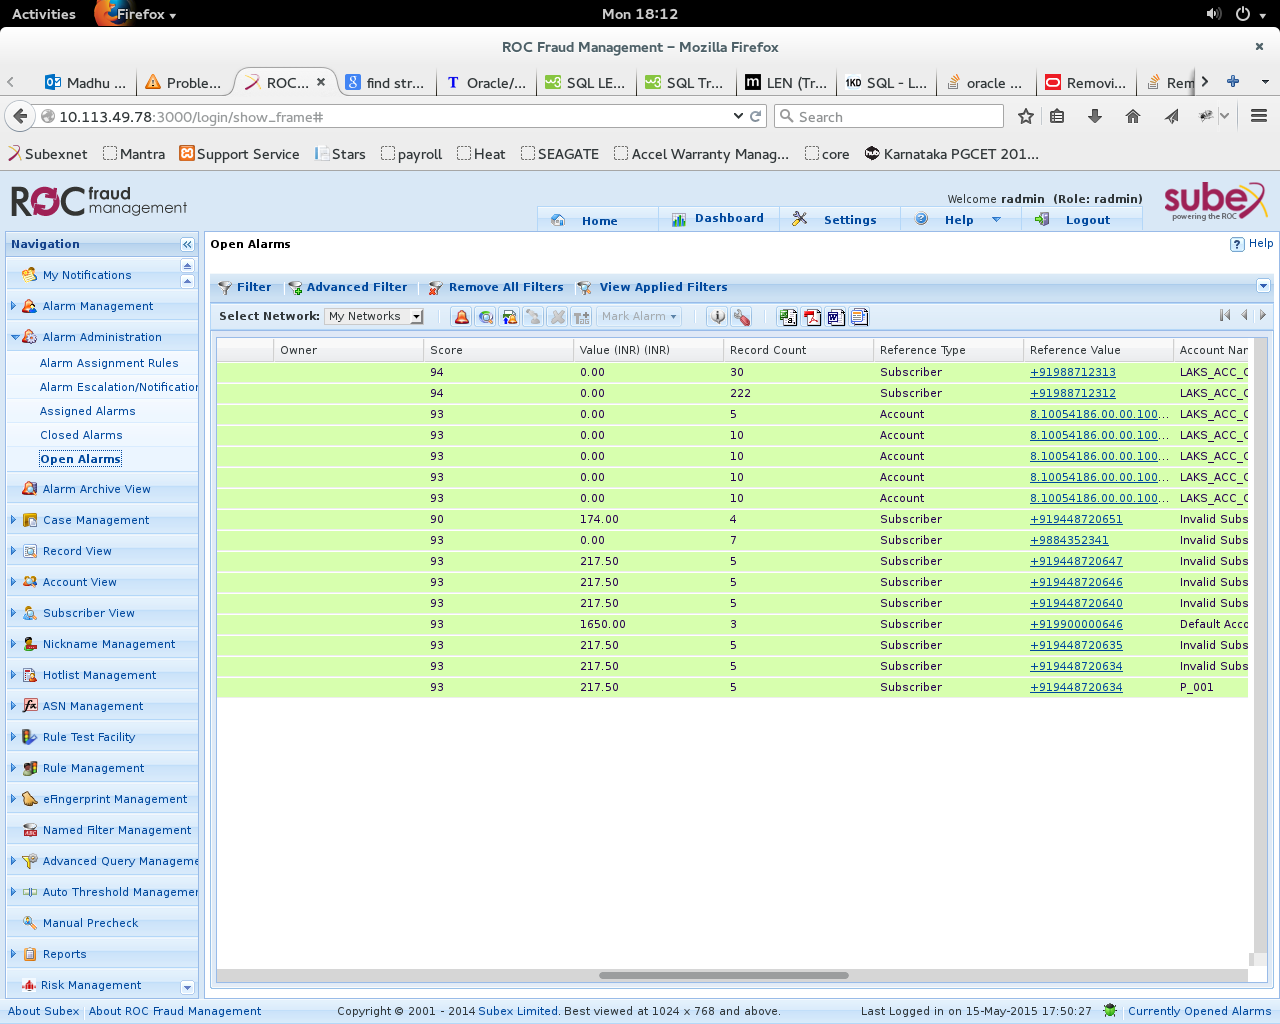 Activities Firefox Mon 18:12
ROC Fraud Management – Mozilla Firefox
Madhu ... Proble... ROC... find str... Oracle/... SQL LE... SQL Tr... LEN (Tr... SQL - L... oracle ... Removi... Rem
10.113.49.78:3000/login/show_frame# Search
Subexnet Mantra Support Service Stars payroll Heat SEAGATE Accel Warranty Manag... core Karnataka PGCET 201...
ROC fraud management
Welcome radmin (Role: radmin)
subex
powering the ROC
Home Dashboard Settings Help Logout
Navigation
Open Alarms
Help
My Notifications
Alarm Management
Alarm Administration
Alarm Assignment Rules
Alarm Escalation/Notification
Assigned Alarms
Closed Alarms
Open Alarms
Alarm Archive View
Case Management
Record View
Account View
Subscriber View
Nickname Management
Hotlist Management
ASN Management
Rule Test Facility
Rule Management
eFingerprint Management
Named Filter Management
Advanced Query Manageme
Auto Threshold Managemer
Manual Precheck
Reports
Risk Management
Filter Advanced Filter Remove All Filters View Applied Filters
Select Network: My Networks Mark Alarm
Owner Score Value (INR) (INR) Record Count Reference Type Reference Value Account Nar
94 0.00 30 Subscriber +91988712313 LAKS_ACC_C
94 0.00 222 Subscriber +91988712312 LAKS_ACC_C
93 0.00 5 Account 8.10054186.00.00.100... LAKS_ACC_C
93 0.00 10 Account 8.10054186.00.00.100... LAKS_ACC_C
93 0.00 10 Account 8.10054186.00.00.100... LAKS_ACC_C
93 0.00 10 Account 8.10054186.00.00.100... LAKS_ACC_C
93 0.00 10 Account 8.10054186.00.00.100... LAKS_ACC_C
90 174.00 4 Subscriber +919448720651 Invalid Subs
93 0.00 7 Subscriber +9884352341 Invalid Subs
93 217.50 5 Subscriber +919448720647 Invalid Subs
93 217.50 5 Subscriber +919448720646 Invalid Subs
93 217.50 5 Subscriber +919448720640 Invalid Subs
93 1650.00 3 Subscriber +919900000646 Default Acco
93 217.50 5 Subscriber +919448720635 Invalid Subs
93 217.50 5 Subscriber +919448720634 Invalid Subs
93 217.50 5 Subscriber +919448720634 P_001
About Subex About ROC Fraud Management Copyright © 2001 - 2014 Subex Limited. Best viewed at 1024 x 768 and above. Last Logged in on 15-May-2015 17:50:27 Currently Opened Alarms